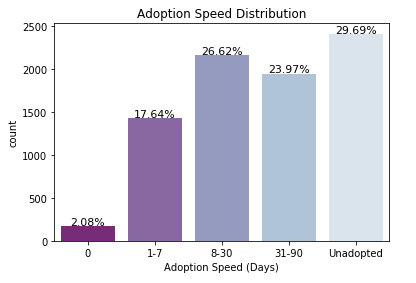 Adoption Speed Distribution
2500
2000
1500
1000
500
0
count
2.08%
17.64%
26.62%
23.97%
29.69%
0 1-7 8-30 31-90 Unadopted
Adoption Speed (Days)